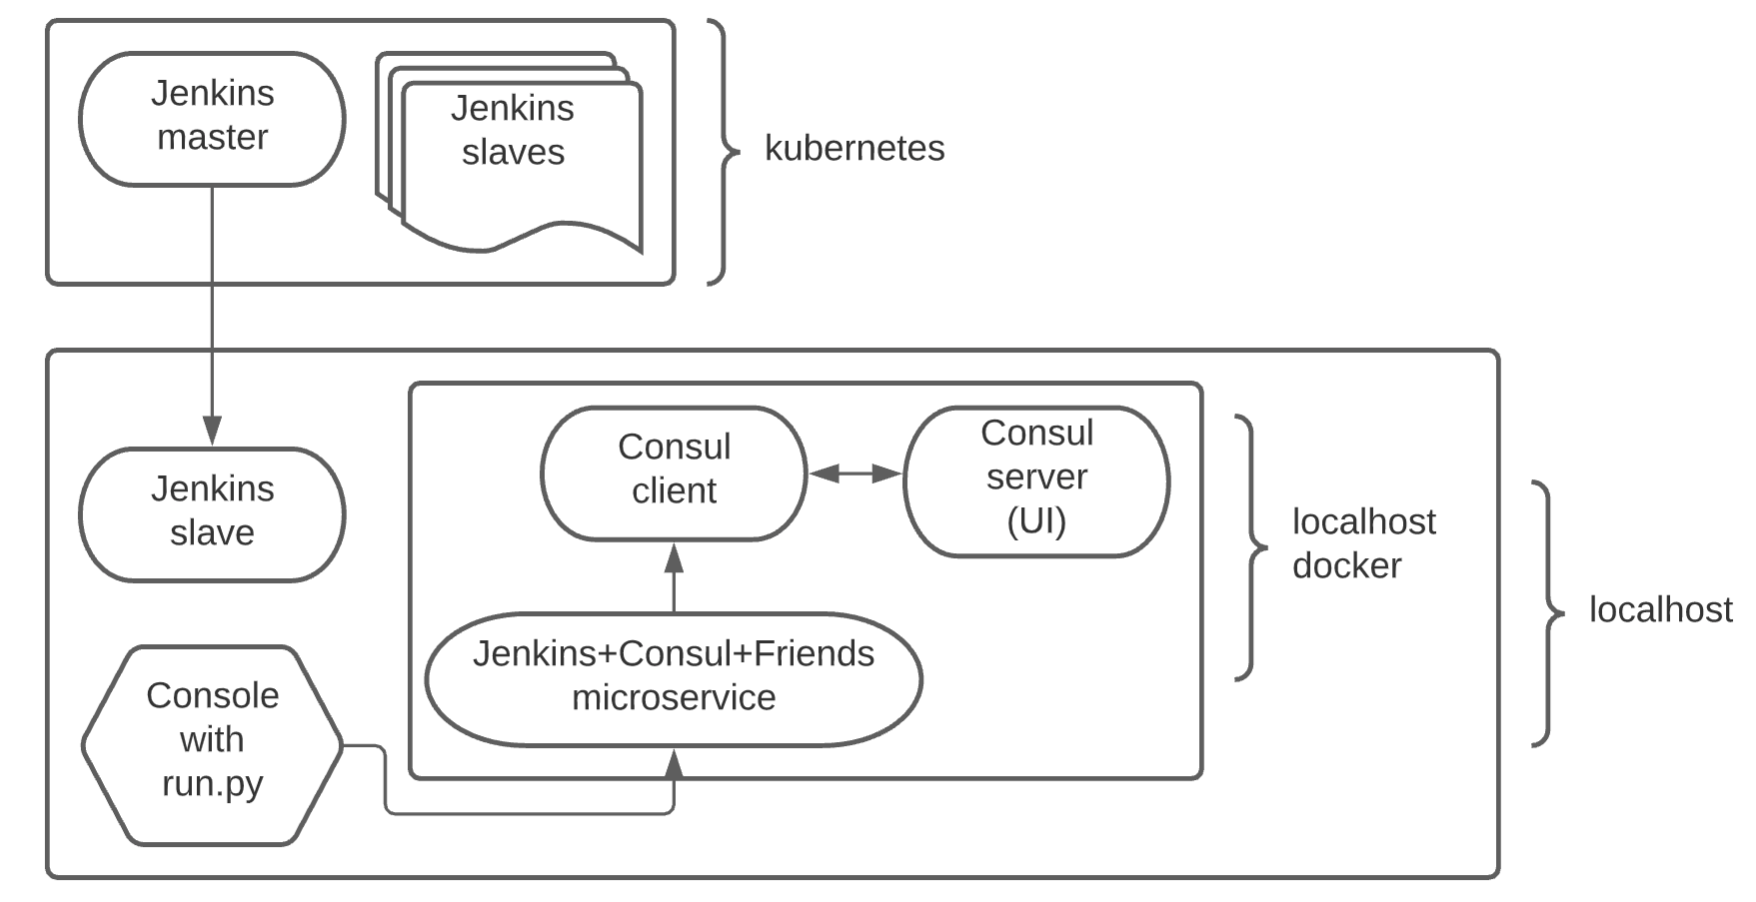 Jenkins
master
Jenkins
slaves
kubernetes
Jenkins
slave
Consul
client
Consul
server
(UI)
localhost
docker
localhost
Jenkins+Consul+Friends
microservice
Console
with
run.py